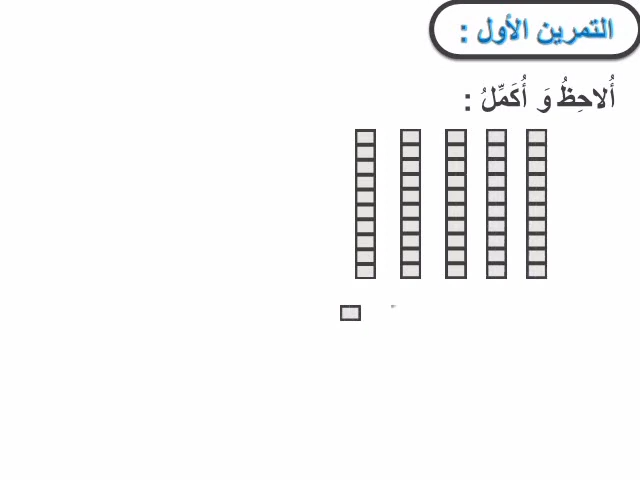 التمرين الأول :
أُلاحِظُ وَ أُكَمِّلُ :